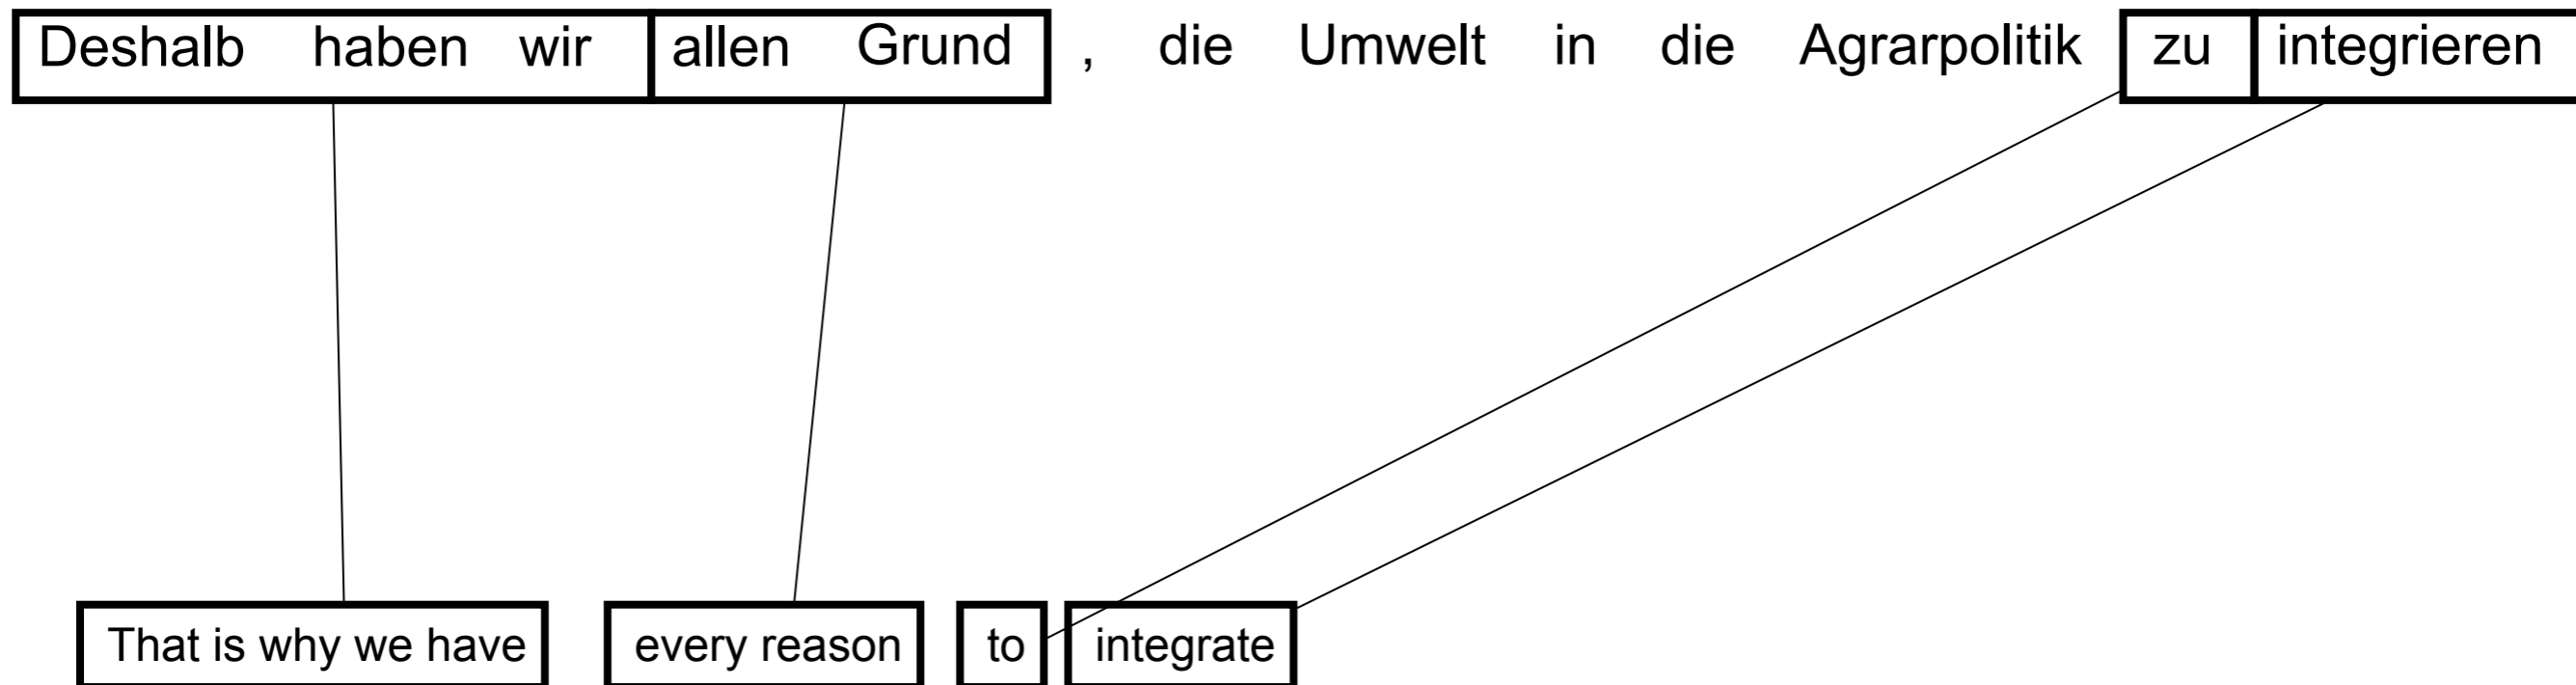 Deshalb haben wir allen Grund , die Umwelt in die Agrarpolitik zu integrieren
That is why we have every reason to integrate